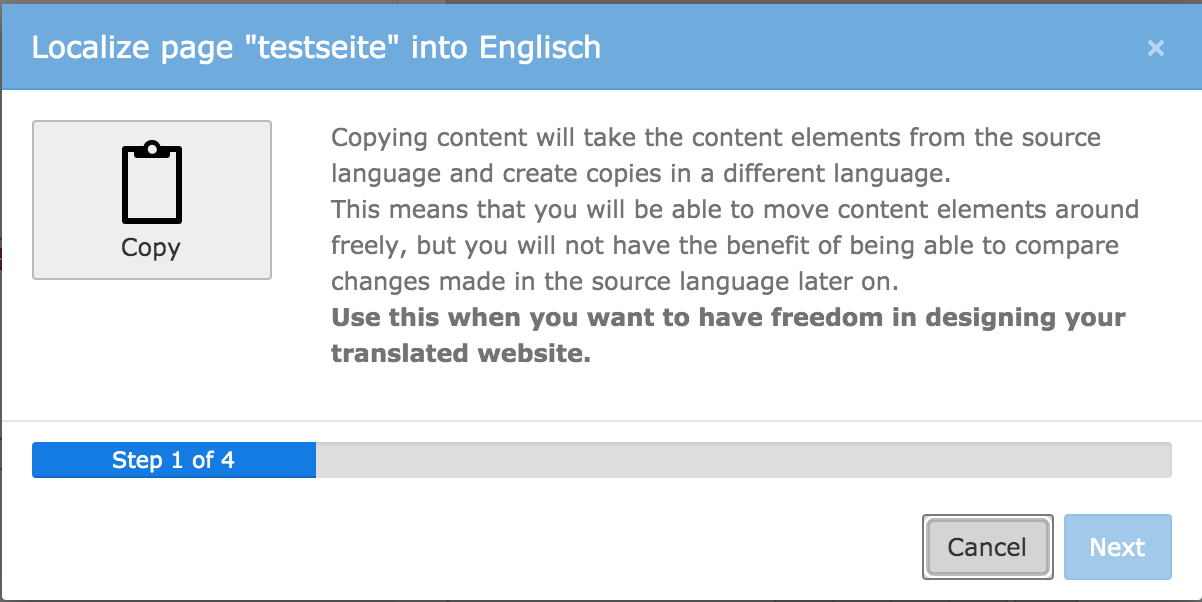 Localize page "testseite" into Englisch
×
Copy
Copying content will take the content elements from the source
language and create copies in a different language.
This means that you will be able to move content elements around
freely, but you will not have the benefit of being able to compare
changes made in the source language later on.
Use this when you want to have freedom in designing your
translated website.
Step 1 of 4
Cancel
Next